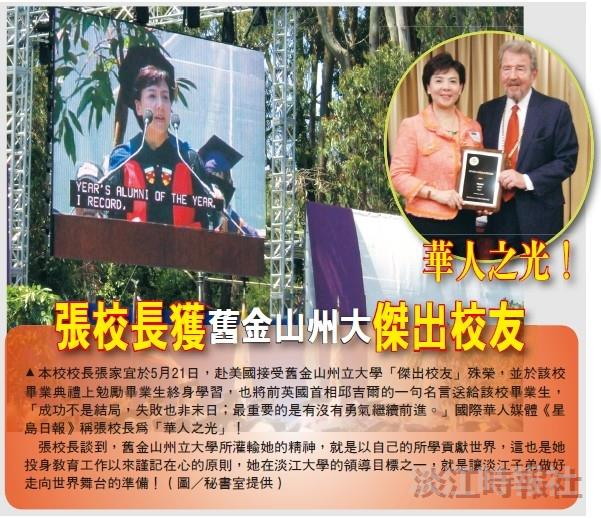 YEAR'S ALUMNI OF THE YEAR.
I RECORD,
華人之光！
張校長獲舊金山州大傑出校友
▲本校校長張家宜於5月21日，赴美國接受舊金山州立大學「傑出校友」殊榮，並於該校
畢業典禮上勉勵畢業生終身學習，也將前英國首相邱吉爾的一句名言送給該校畢業生，
「成功不是結局，失敗也非末日；最重要的是有沒有勇氣繼續前進。」國際華人媒體《星
島日報》稱張校長為「華人之光」！
張校長談到，舊金山州立大學所灌輸她的精神，就是以自己的所學貢獻世界，這也是她
投身教育工作以來謹記在心的原則，她在淡江大學的領導目標之一，就是讓淡江子弟做好
走向世界舞台的準備！（圖／秘書室提供）
淡江時報社